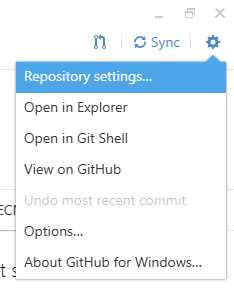 Sync
Repository settings...
Open in Explorer
Open in Git Shell
View on GitHub
Undo most recent commit
Options...
About GitHub for Windows...